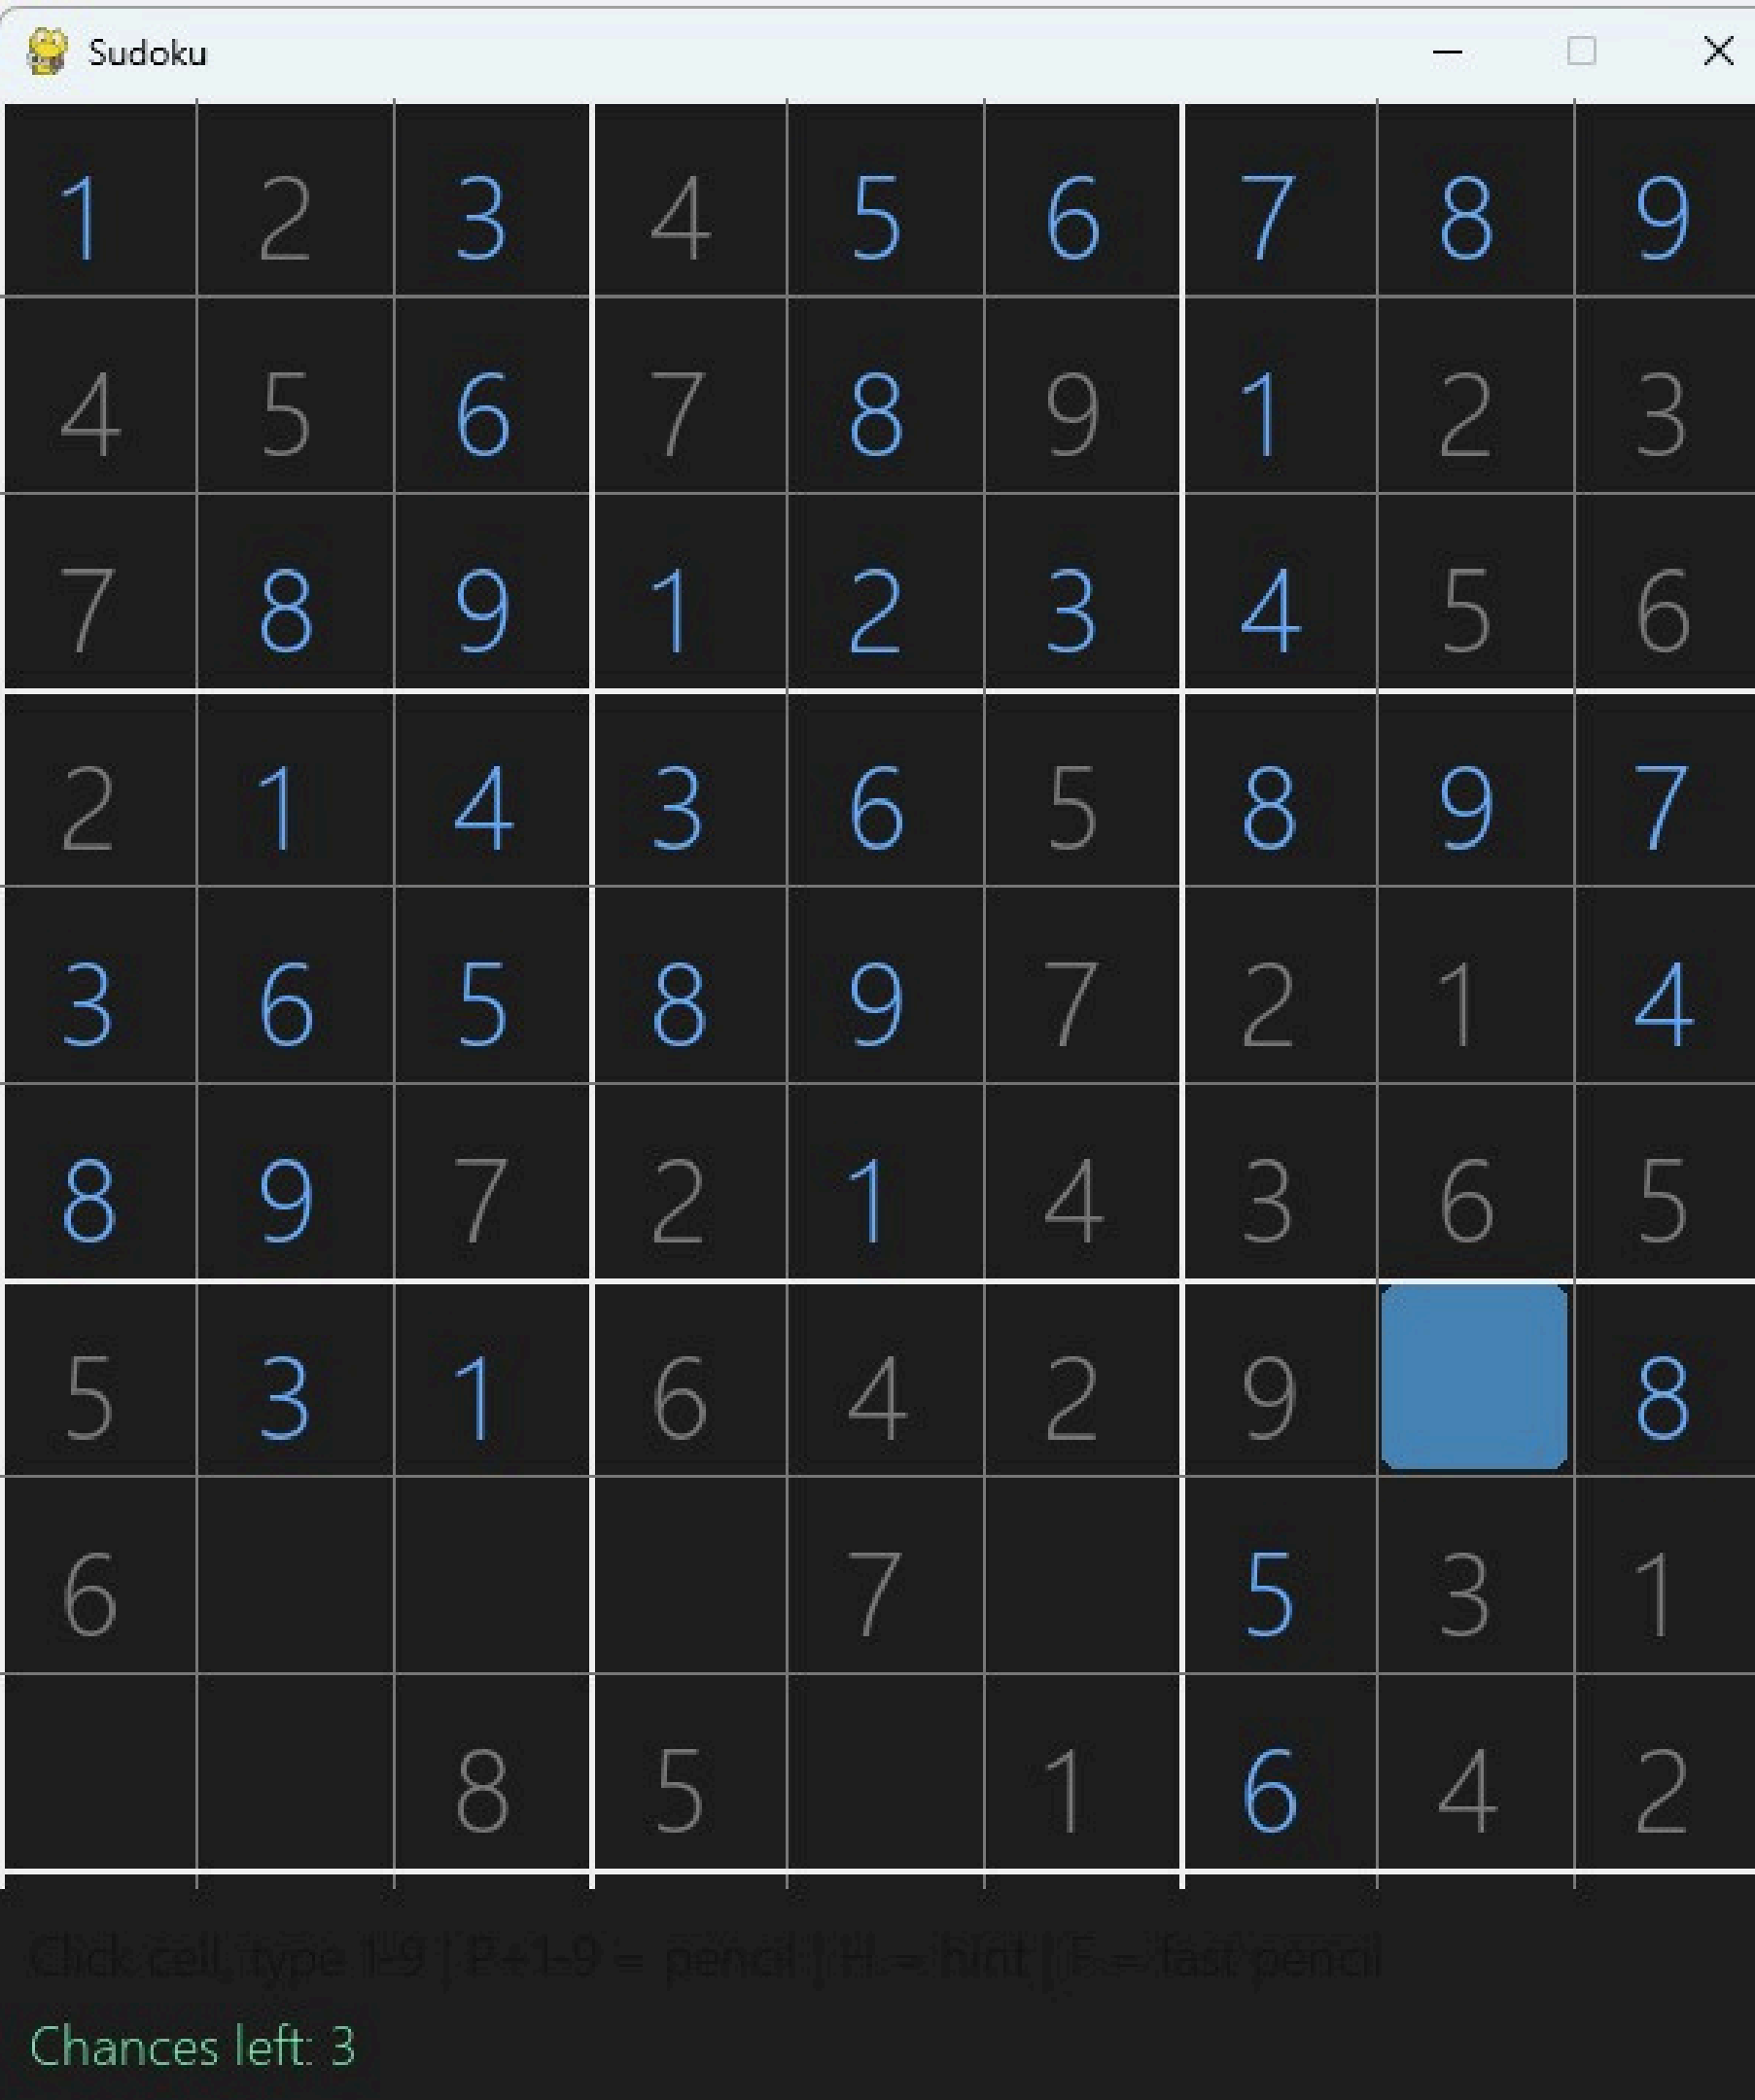 Sudoku
1 2 3 4 5 6 7 8 9
4 5 6 7 8 9 1 2 3
7 8 9 1 2 3 4 5 6
2 1 4 3 6 5 8 9 7
3 6 5 8 9 7 2 1 4
8 9 7 2 1 4 3 6 5
5 3 1 6 4 2 9 8
6 7 5 3 1
8 5 1 6 4 2
Click cell, type 1-9 | P+1-9 = pencil | H = hint | F = fast pencil
Chances left: 3